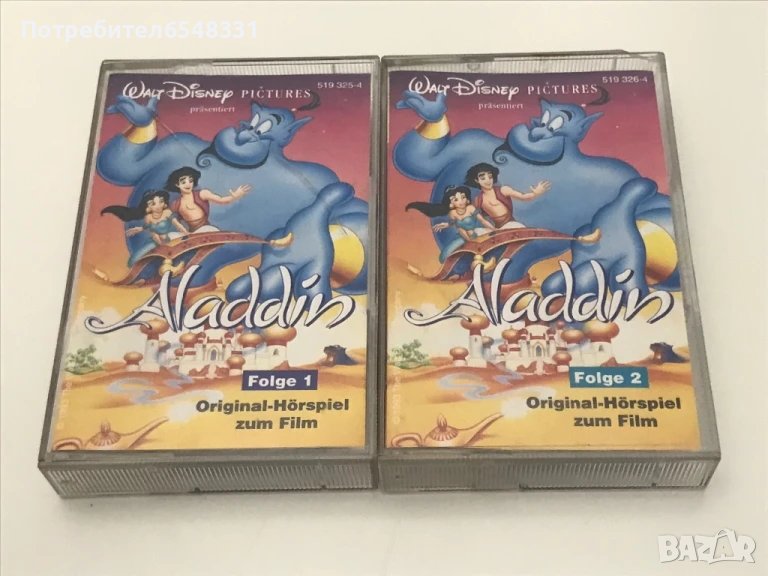 Потребител6548331
WALT DISNEY PICTURES
519 325-4
präsentiert
Aladdin
Folge 1
Original-Hörspiel
zum Film
WALT DISNEY PICTURES
519 326-4
präsentiert
Aladdin
Folge 2
Original-Hörspiel
zum Film
BAZAR